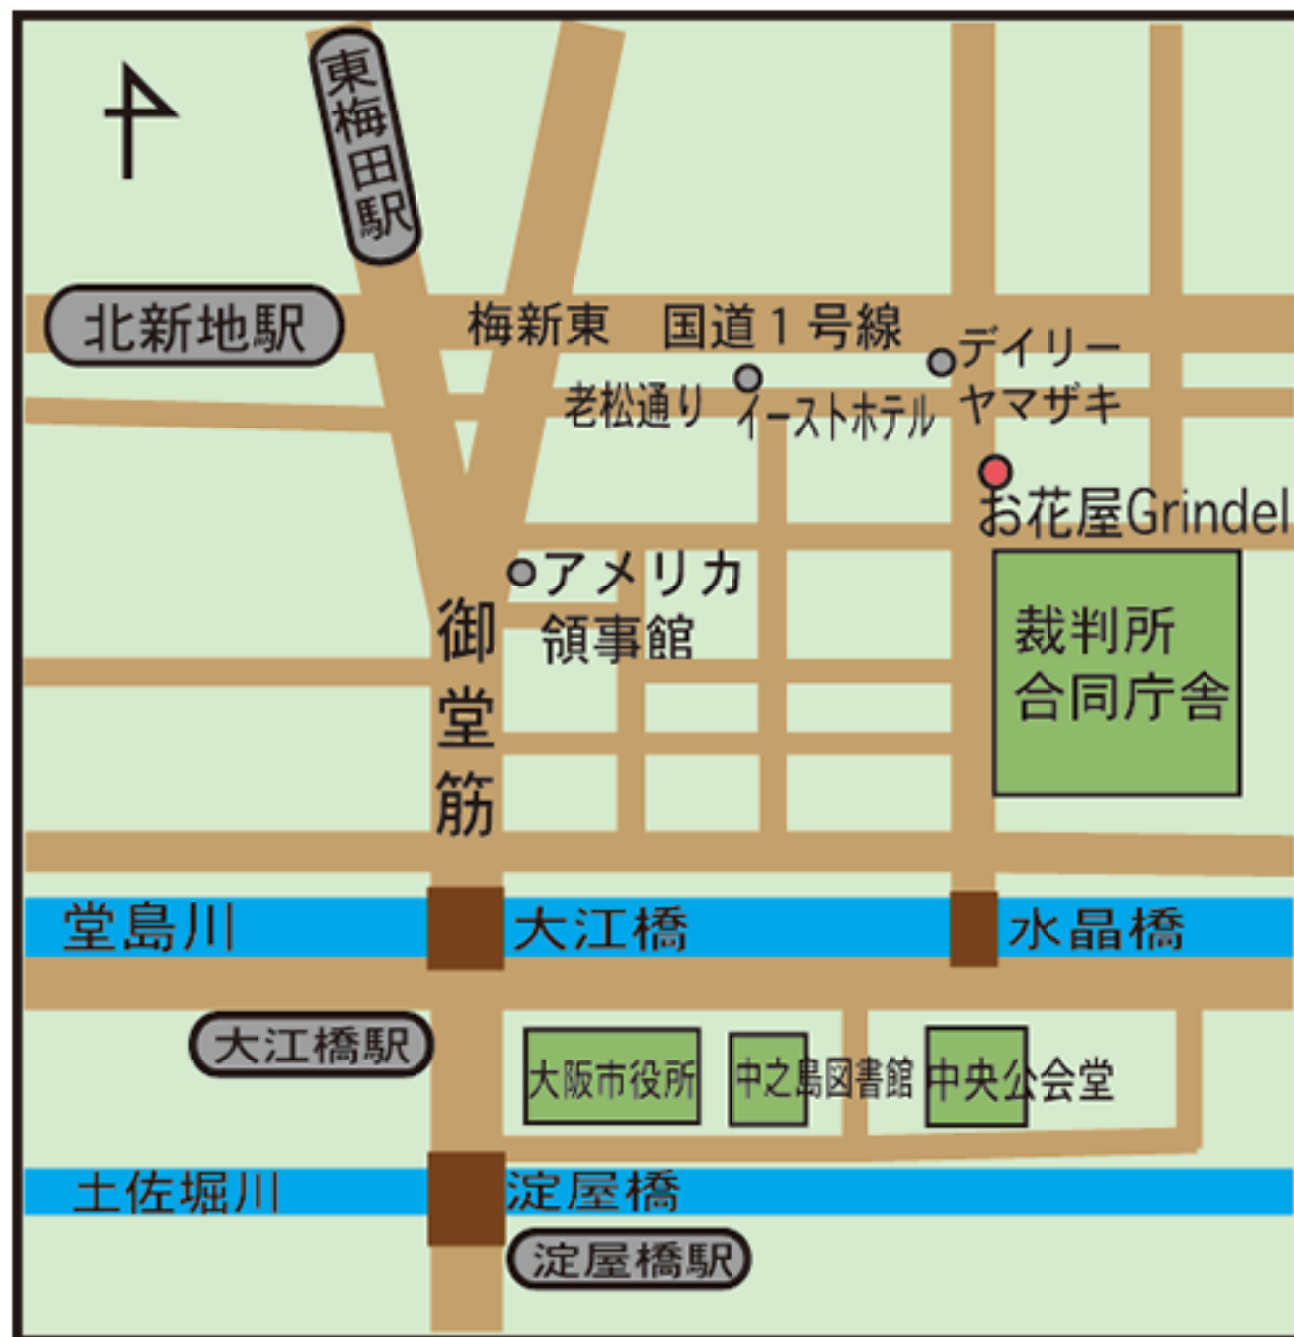 東梅田駅
北新地駅
梅新東
国道1号線
デイリー
ヤマザキ
老松通り
イーストホテル
お花屋Grindel
アメリカ
領事館
御堂筋
裁判所
合同庁舎
堂島川
大江橋
水晶橋
大江橋駅
大阪市役所
中之島図書館
中央公会堂
土佐堀川
淀屋橋
淀屋橋駅